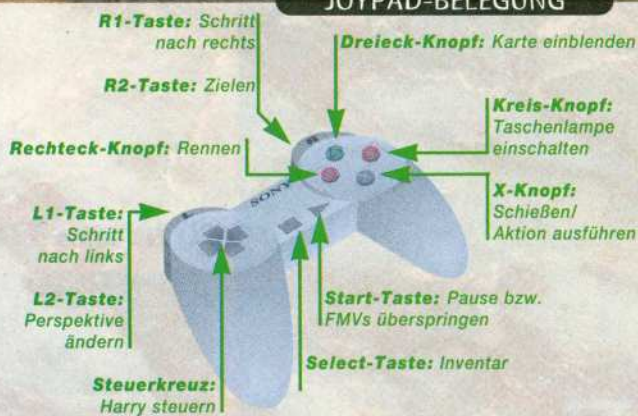 JOYPAD-BELEGUNG
R1-Taste: Schritt
nach rechts
Dreieck-Knopf: Karte einblenden
R2-Taste: Zielen
Kreis-Knopf:
Taschenlampe
einschalten
Rechteck-Knopf: Rennen
X-Knopf:
Schießen/
Aktion ausführen
L1-Taste:
Schritt
nach links
L2-Taste:
Perspektive
ändern
Start-Taste: Pause bzw.
FMVs überspringen
Select-Taste: Inventar
Steuerkreuz:
Harry steuern
SONY
R
L